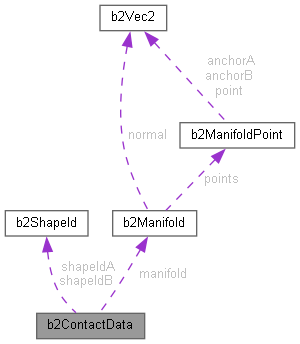 b2Vec2
anchorA
anchorB
point
normal
b2ManifoldPoint
points
b2ShapeId
b2Manifold
shapeIdA
shapeIdB
manifold
b2ContactData